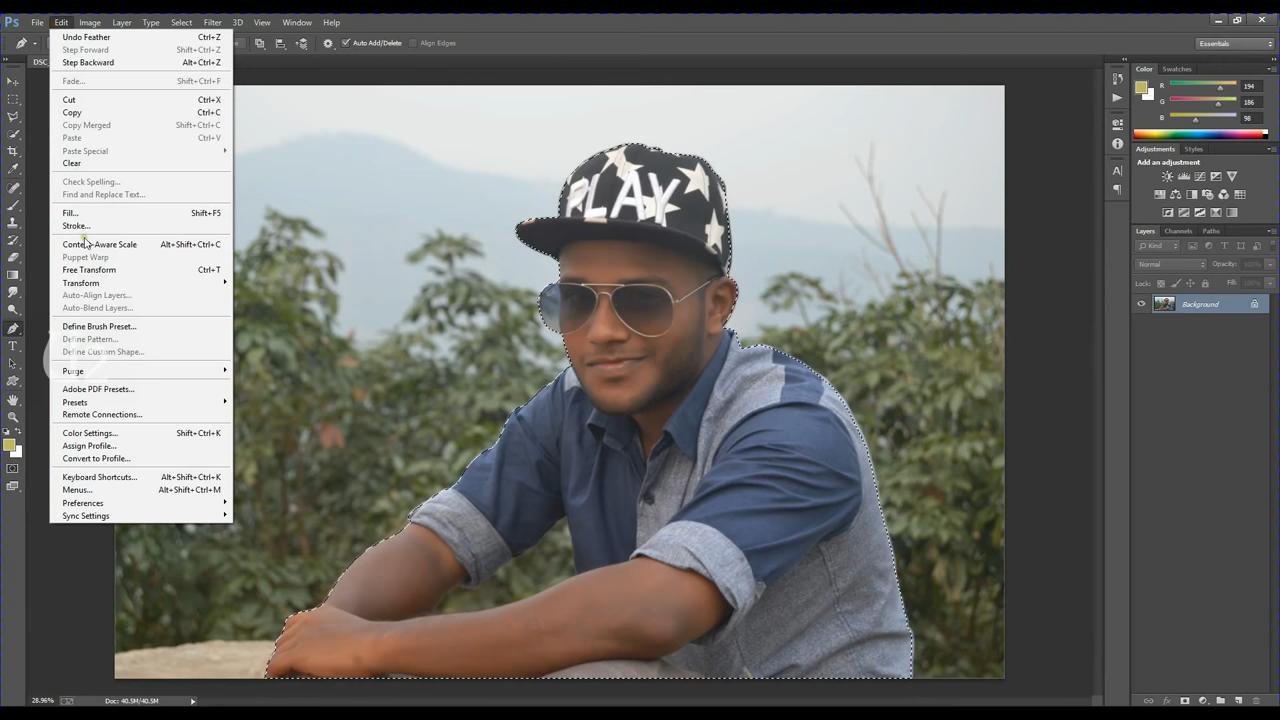 Ps File Edit Image Layer Type Select Filter 3D View Window Help
Auto Add/Delete Align Edges Essentials
DSC_
Undo Feather Ctrl+Z
Step Forward Shift+Ctrl+Z
Step Backward Alt+Ctrl+Z
Fade... Shift+Ctrl+F
Cut Ctrl+X
Copy Ctrl+C
Copy Merged Shift+Ctrl+C
Paste Ctrl+V
Paste Special
Clear
Check Spelling...
Find and Replace Text...
Fill... Shift+F5
Stroke...
Content-Aware Scale Alt+Shift+Ctrl+C
Puppet Warp
Free Transform Ctrl+T
Transform
Auto-Align Layers...
Auto-Blend Layers...
Define Brush Preset...
Define Pattern...
Define Custom Shape...
Purge
Adobe PDF Presets...
Presets
Remote Connections...
Color Settings... Shift+Ctrl+K
Assign Profile...
Convert to Profile...
Keyboard Shortcuts... Alt+Shift+Ctrl+K
Menus... Alt+Shift+Ctrl+M
Preferences
Sync Settings
PLAY
Color Swatches
R 194
G 186
B 98
Adjustments Styles
Add an adjustment
Layers Channels Paths
Kind
Normal Opacity: 100%
Lock: Fill: 100%
Background
28.96% Doc: 40.5M/40.5M